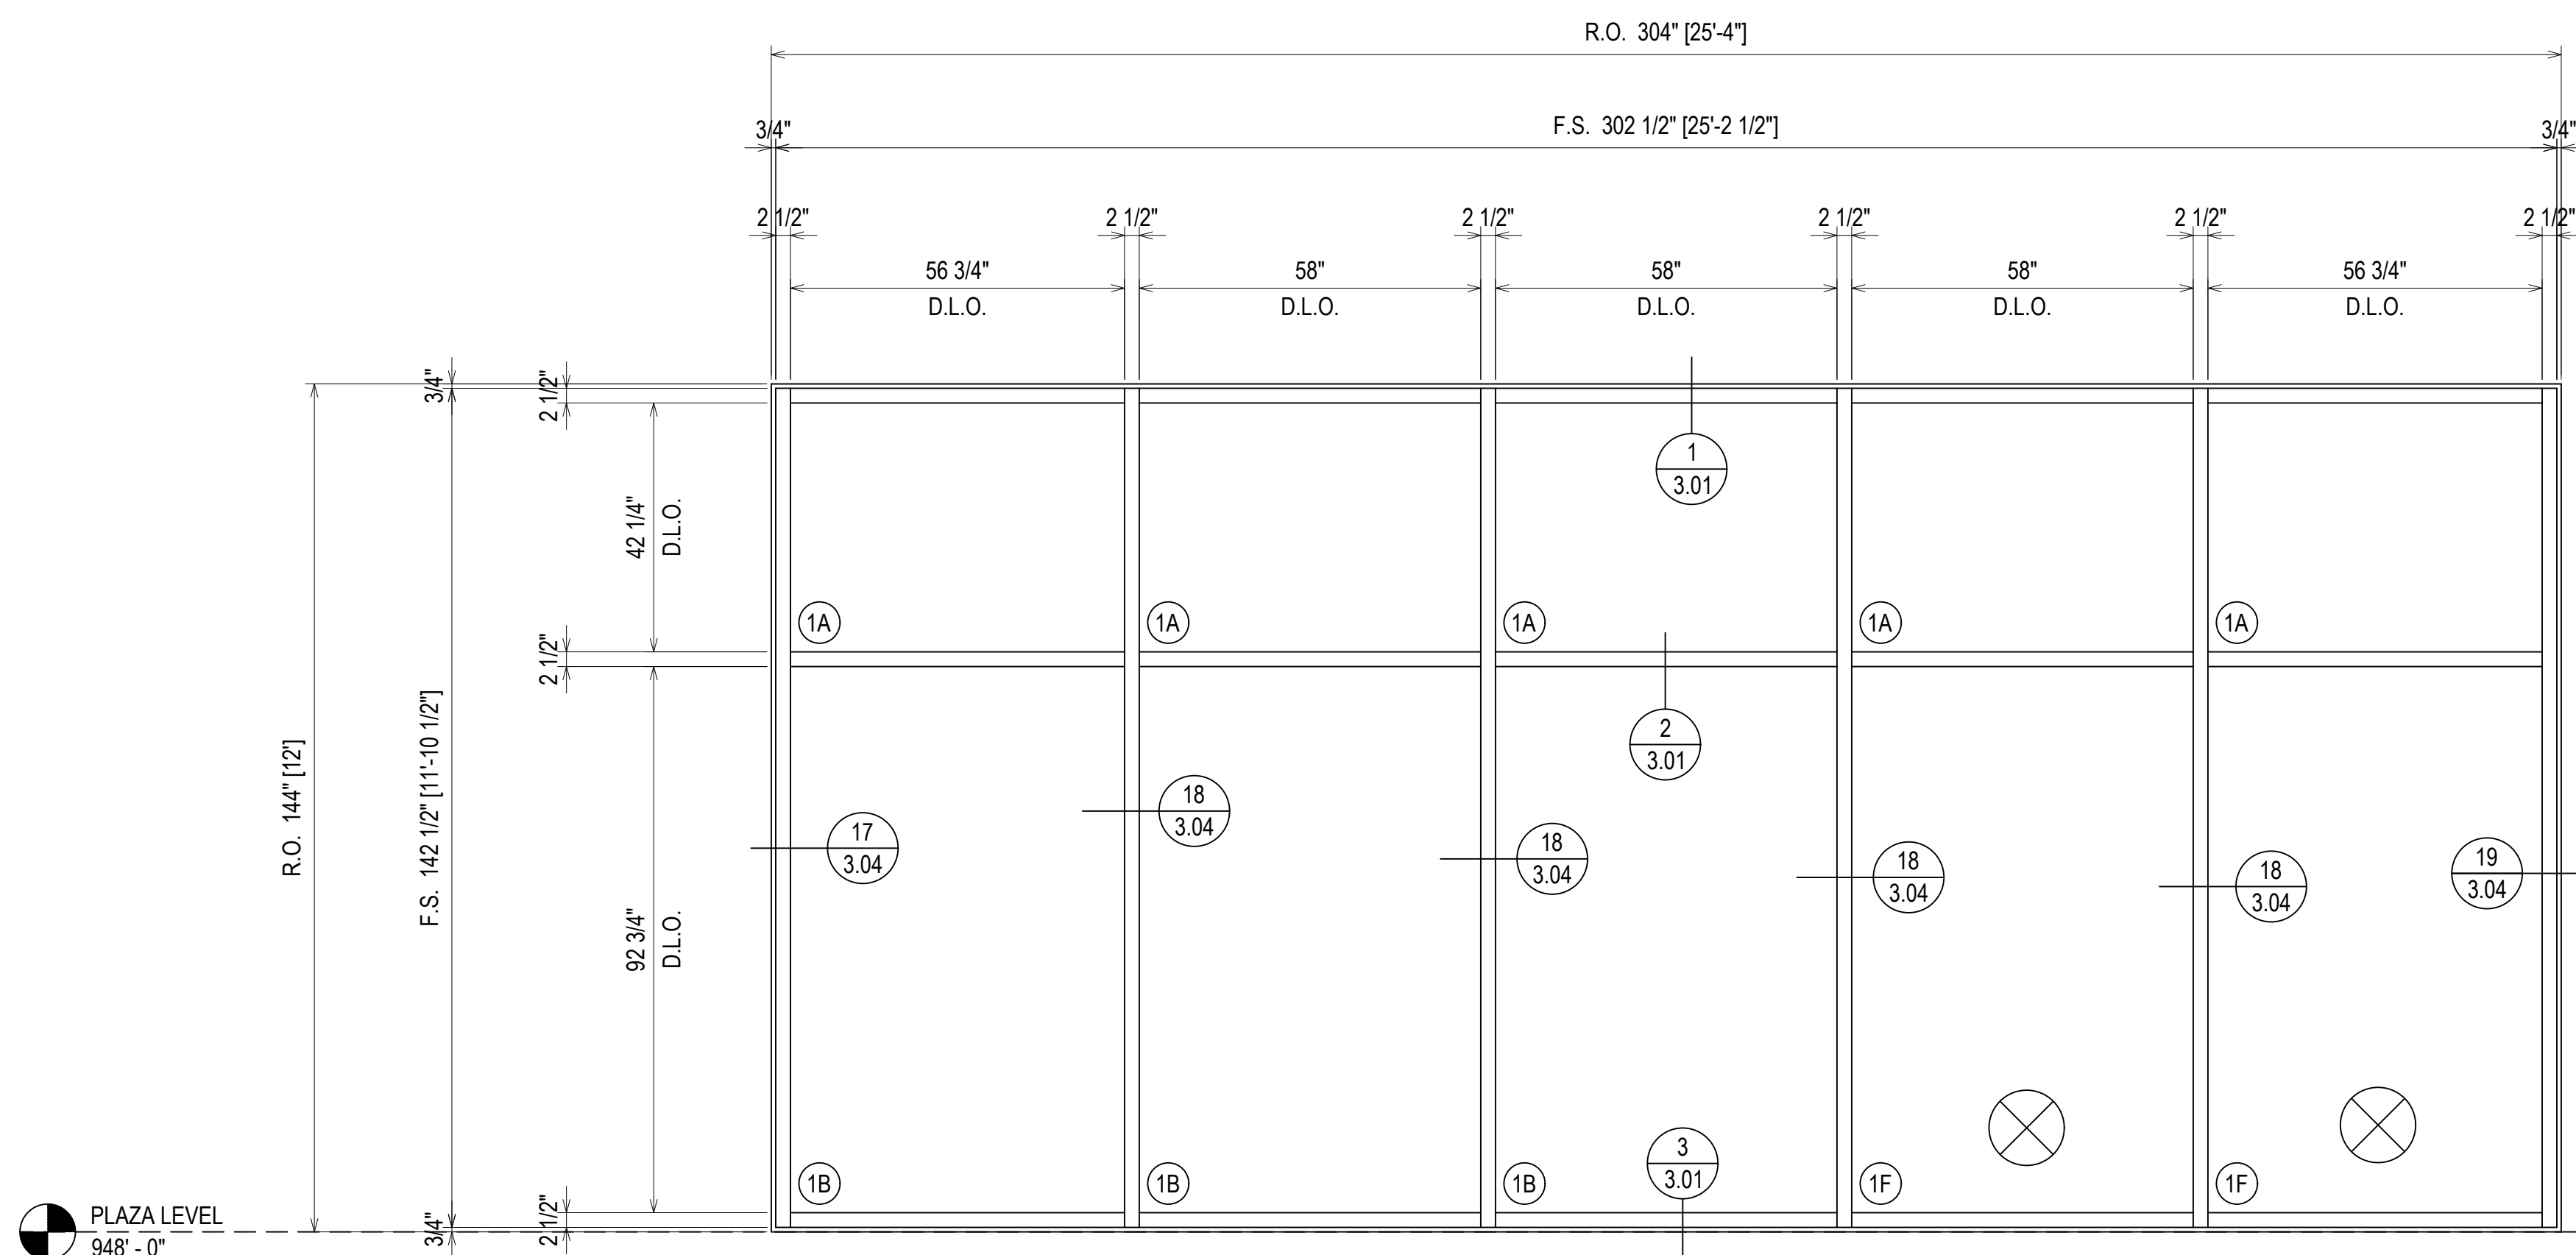 R.O. 304" [25'-4"]
3/4" F.S. 302 1/2" [25'-2 1/2"] 3/4"
2 1/2" 2 1/2" 2 1/2" 2 1/2" 2 1/2" 2 1/2"
56 3/4" 58" 58" 58" 56 3/4"
D.L.O. D.L.O. D.L.O. D.L.O. D.L.O.
R.O. 144" [12']
3/4"
F.S. 142 1/2" [11'-10 1/2"]
3/4"
2 1/2"
42 1/4"
D.L.O.
2 1/2"
92 3/4"
D.L.O.
2 1/2"
1
3.01
1A 1A 1A 1A 1A
2
3.01
17
3.04
18
3.04
18
3.04
18
3.04
18
3.04
19
3.04
3
3.01
1B 1B 1B 1F 1F
PLAZA LEVEL
948' - 0"